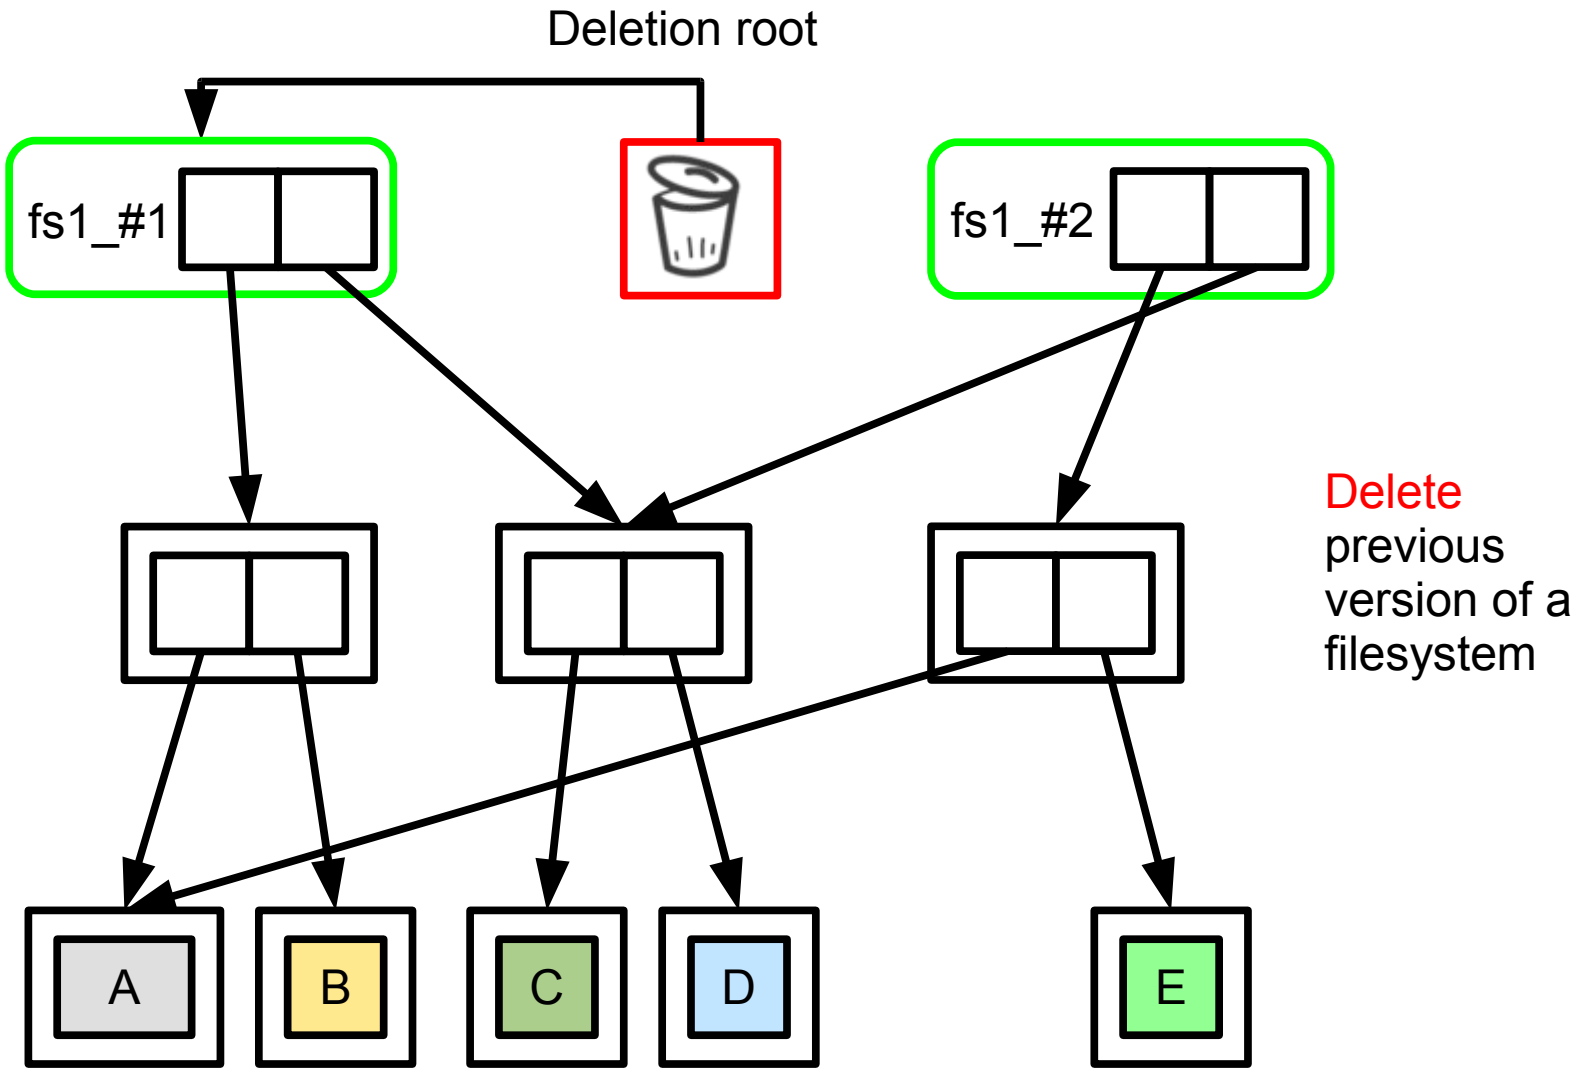 Deletion root
fs1_#1
fs1_#2
Delete
previous
version of a
filesystem
A
B
C
D
E